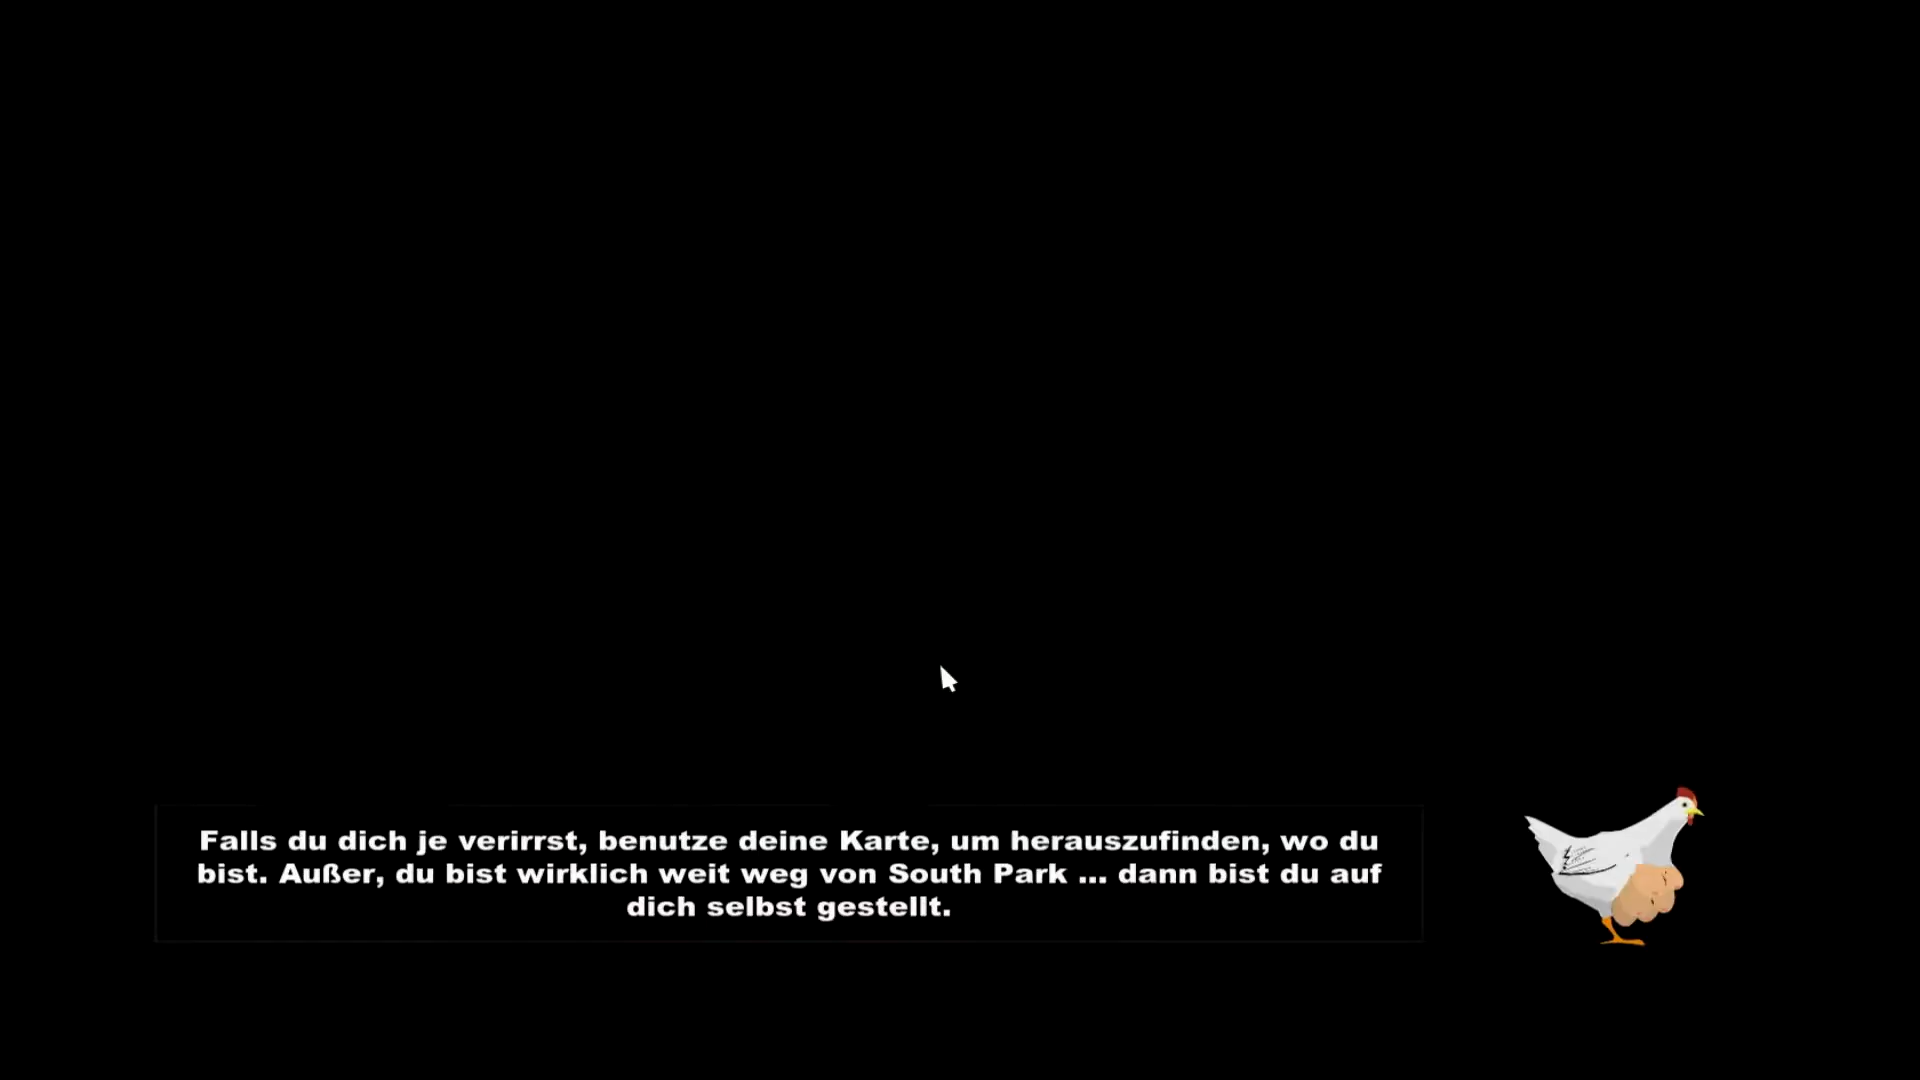 Falls du dich je verirrst, benutze deine Karte, um herauszufinden, wo du
bist. Außer, du bist wirklich weit weg von South Park ... dann bist du auf
dich selbst gestellt.